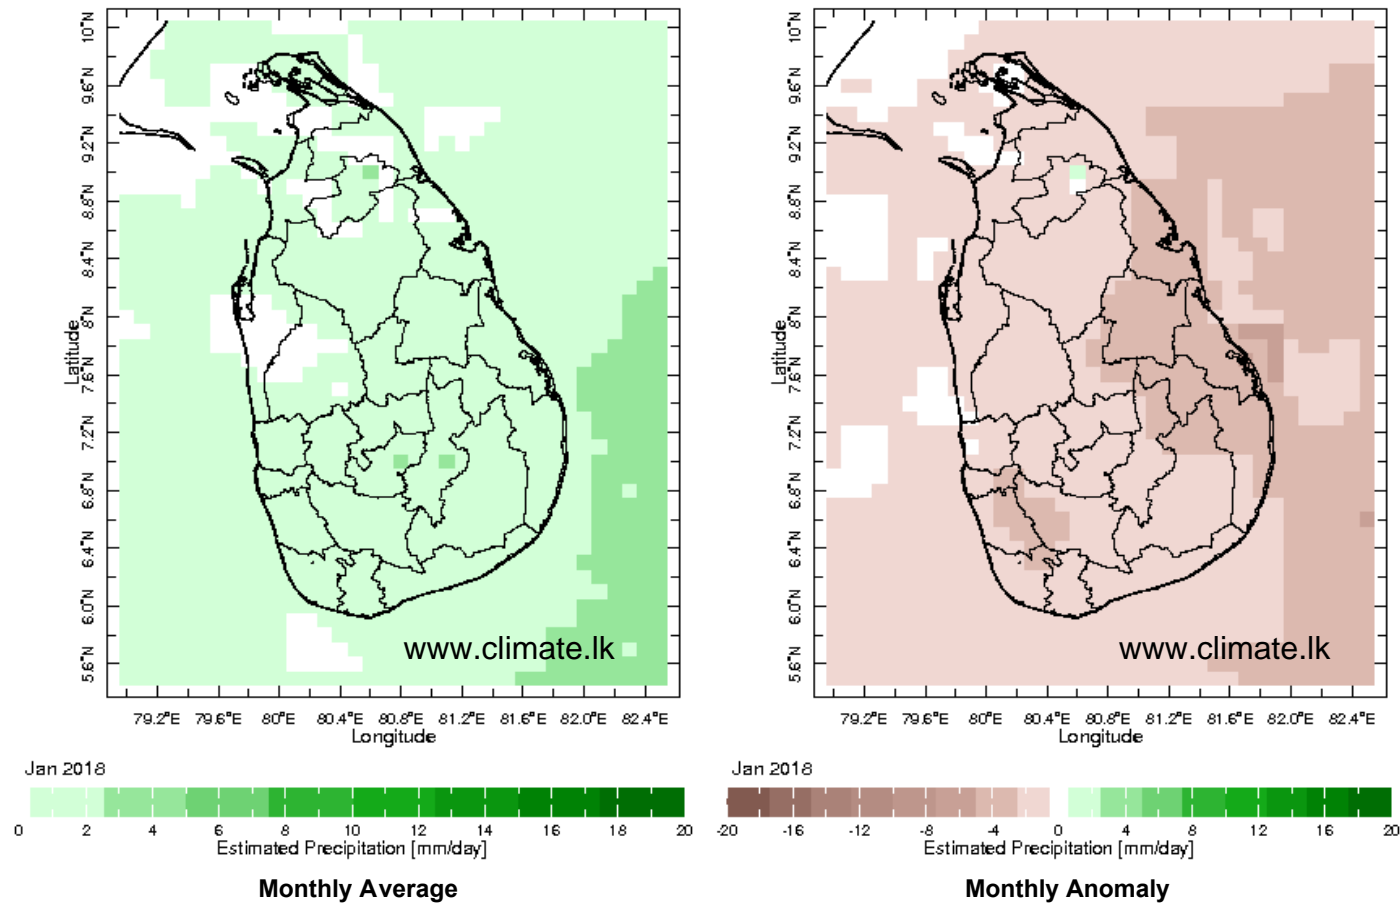 10°N
9.6°N
9.2°N
8.8°N
8.4°N
8°N
7.6°N
7.2°N
6.8°N
6.4°N
6.0°N
5.6°N
Latitude
www.climate.lk
79.2°E 79.6°E 80°E 80.4°E 80.8°E 81.2°E 81.6°E 82.0°E 82.4°E
Longitude
Jan 2018
0 2 4 6 8 10 12 14 16 20
Estimated Precipitation [mm/day]
Monthly Average
10°N
9.6°N
9.2°N
8.8°N
8.4°N
8°N
7.6°N
7.2°N
6.8°N
6.4°N
6.0°N
5.6°N
Latitude
www.climate.lk
79.2°E 79.6°E 80°E 80.4°E 80.8°E 81.2°E 81.6°E 82.0°E 82.4°E
Longitude
Jan 2018
-20 -16 -12 -8 -4 0 4 8 12 16 20
Estimated Precipitation [mm/day]
Monthly Anomaly